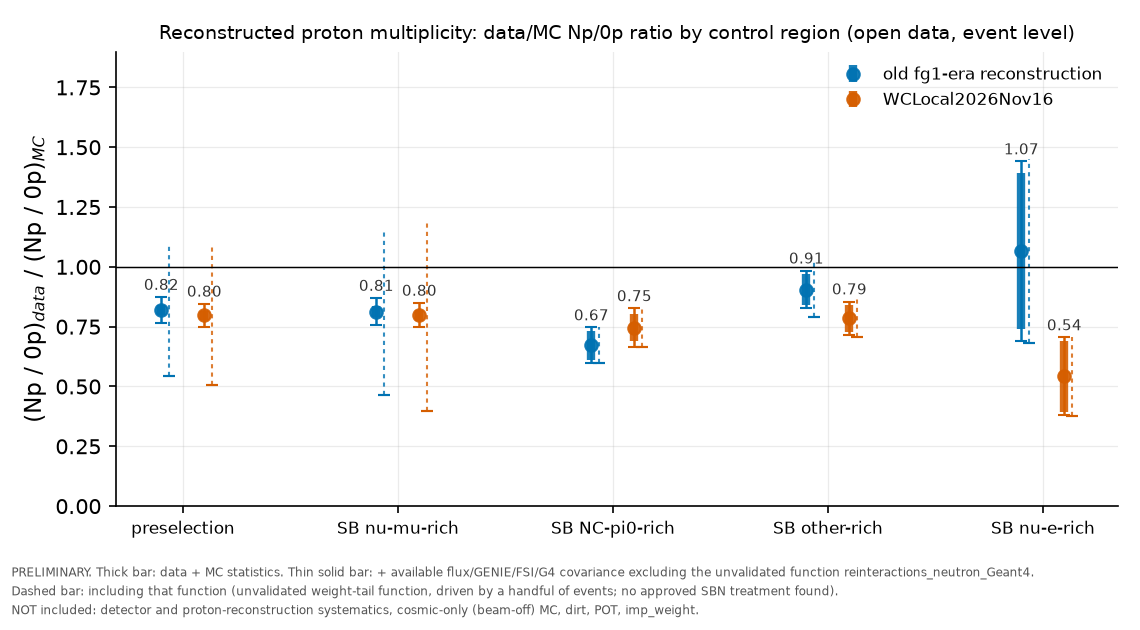 Reconstructed proton multiplicity: data/MC Np/0p ratio by control region (open data, event level)
old fg1-era reconstruction
WCLocal2026Nov16
(Np / 0p)data / (Np / 0p)MC
1.75
1.50
1.25
1.00
0.75
0.50
0.25
0.00
0.82
0.80
0.81
0.80
0.67
0.75
0.91
0.79
1.07
0.54
preselection
SB nu-mu-rich
SB NC-pi0-rich
SB other-rich
SB nu-e-rich
PRELIMINARY. Thick bar: data + MC statistics. Thin solid bar: + available flux/GENIE/FSI/G4 covariance excluding the unvalidated function reinteractions_neutron_Geant4.
Dashed bar: including that function (unvalidated weight-tail function, driven by a handful of events; no approved SBN treatment found).
NOT included: detector and proton-reconstruction systematics, cosmic-only (beam-off) MC, dirt, POT, imp_weight.